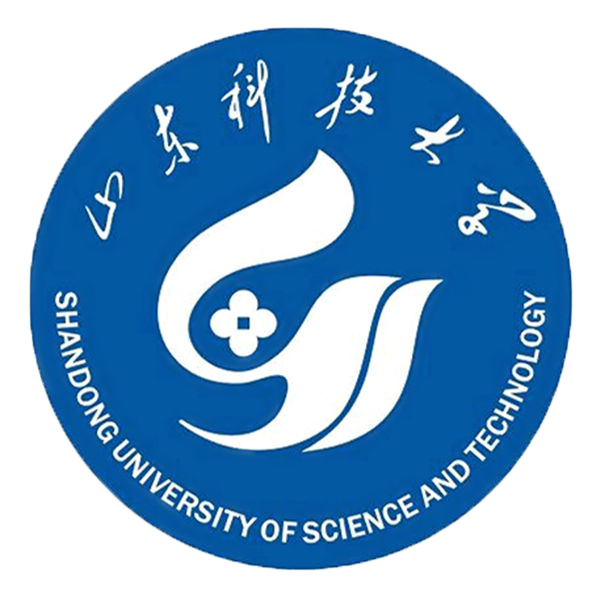 山东科技大学
SHANDONG UNIVERSITY OF SCIENCE AND TECHNOLOGY